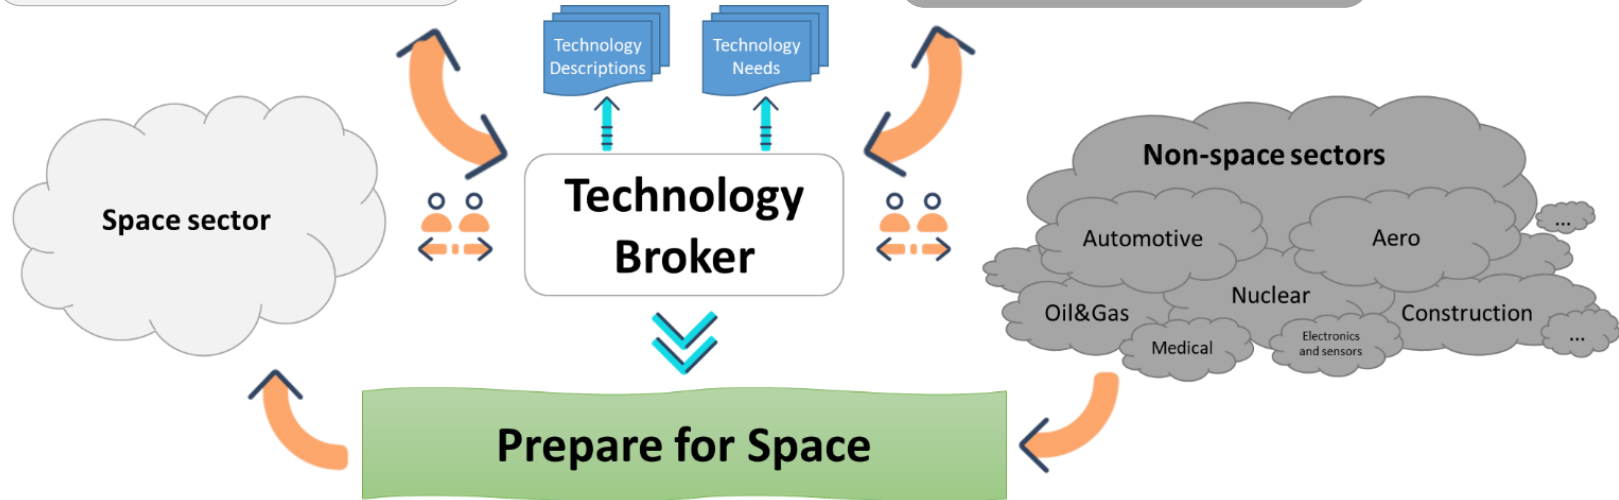 Technology
Descriptions
Technology
Needs
Space sector
Technology
Broker
Non-space sectors
Automotive
Aero
...
Oil&Gas
Nuclear
Construction
Medical
Electronics
and sensors
...
Prepare for Space